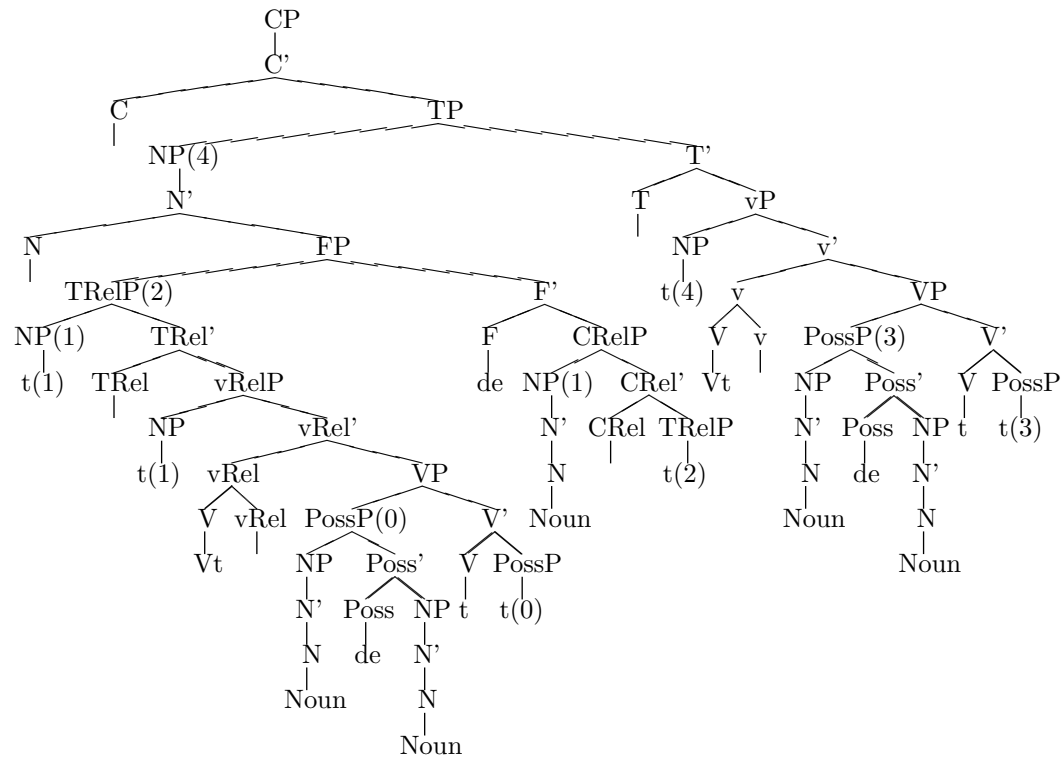 CP
C'
C TP
NP(4) T'
N' T vP
N FP NP v'
TRelP(2) F' t(4) v VP
NP(1) TRel' F CRelP V v PossP(3) V'
t(1) TRel vRelP de NP(1) CRel' Vt NP Poss' V PossP
NP vRel' N' CRel TRelP N' Poss NP t t(3)
t(1) vRel VP N t(2) N de N'
V vRel PossP(0) V' Noun Noun N
Vt NP Poss' V PossP Noun
N' Poss NP t t(0)
N de N'
Noun N
Noun